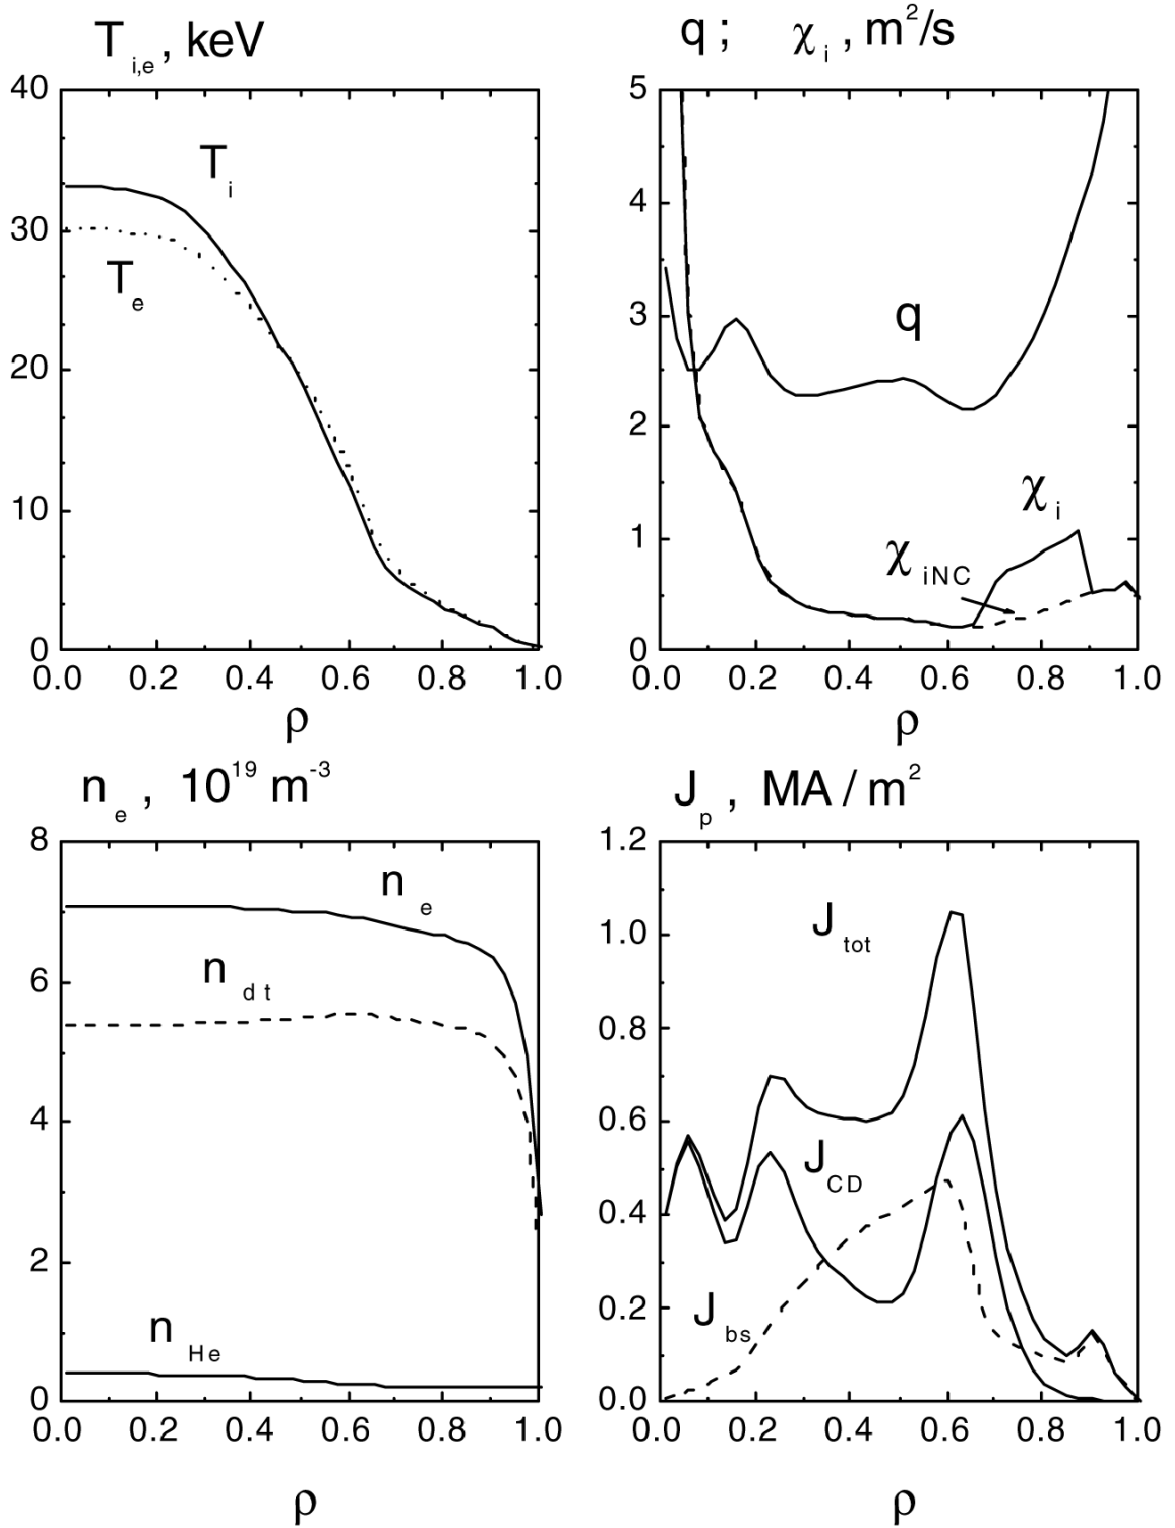 T i,e , keV
40
30
20
10
0
T i
T e
0.0 0.2 0.4 0.6 0.8 1.0
ρ
q ; χ i , m²/s
5
4
3
2
1
0
q
χ i
χ iNC
0.0 0.2 0.4 0.6 0.8 1.0
ρ
n e , 10¹⁹ m⁻³
8
6
4
2
0
n e
n dt
n He
0.0 0.2 0.4 0.6 0.8 1.0
ρ
J p , MA / m²
1.2
1.0
0.8
0.6
0.4
0.2
0.0
J tot
J CD
J bs
0.0 0.2 0.4 0.6 0.8 1.0
ρ